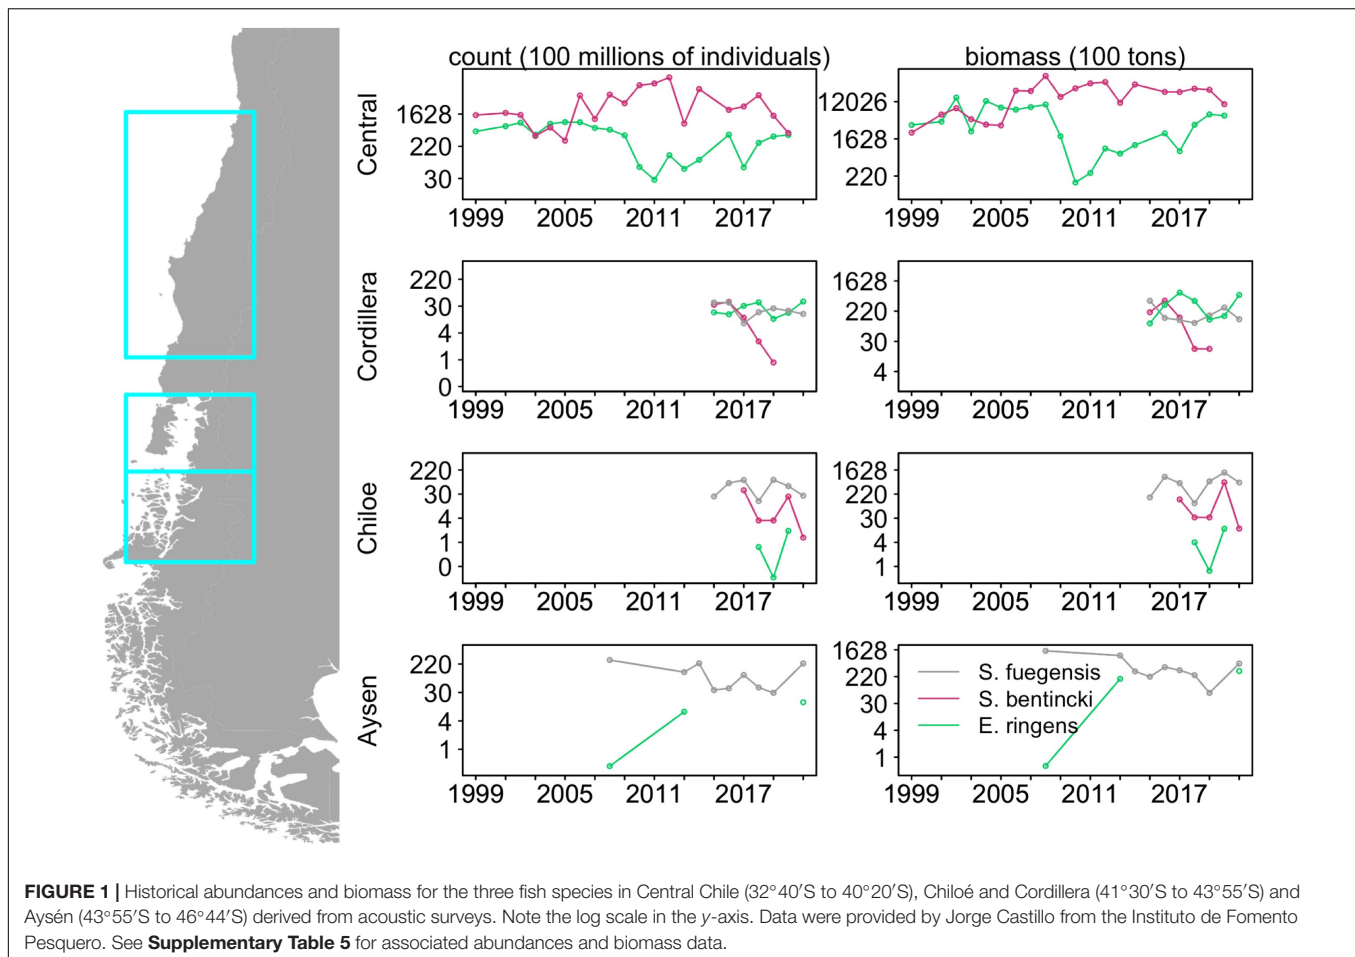 count (100 millions of individuals)
biomass (100 tons)
Central
1628
220
30
1999 2005 2011 2017
12026
1628
220
1999 2005 2011 2017
Cordillera
220
30
4
1
0
1999 2005 2011 2017
1628
220
30
4
1999 2005 2011 2017
Chiloe
220
30
4
1
0
1999 2005 2011 2017
1628
220
30
4
1
1999 2005 2011 2017
Aysen
220
30
4
1
1999 2005 2011 2017
1628
220
30
4
1
S. fuegensis
S. bentincki
E. ringens
1999 2005 2011 2017
FIGURE 1 | Historical abundances and biomass for the three fish species in Central Chile (32°40′S to 40°20′S), Chiloé and Cordillera (41°30′S to 43°55′S) and
Aysén (43°55′S to 46°44′S) derived from acoustic surveys. Note the log scale in the y-axis. Data were provided by Jorge Castillo from the Instituto de Fomento
Pesquero. See Supplementary Table 5 for associated abundances and biomass data.